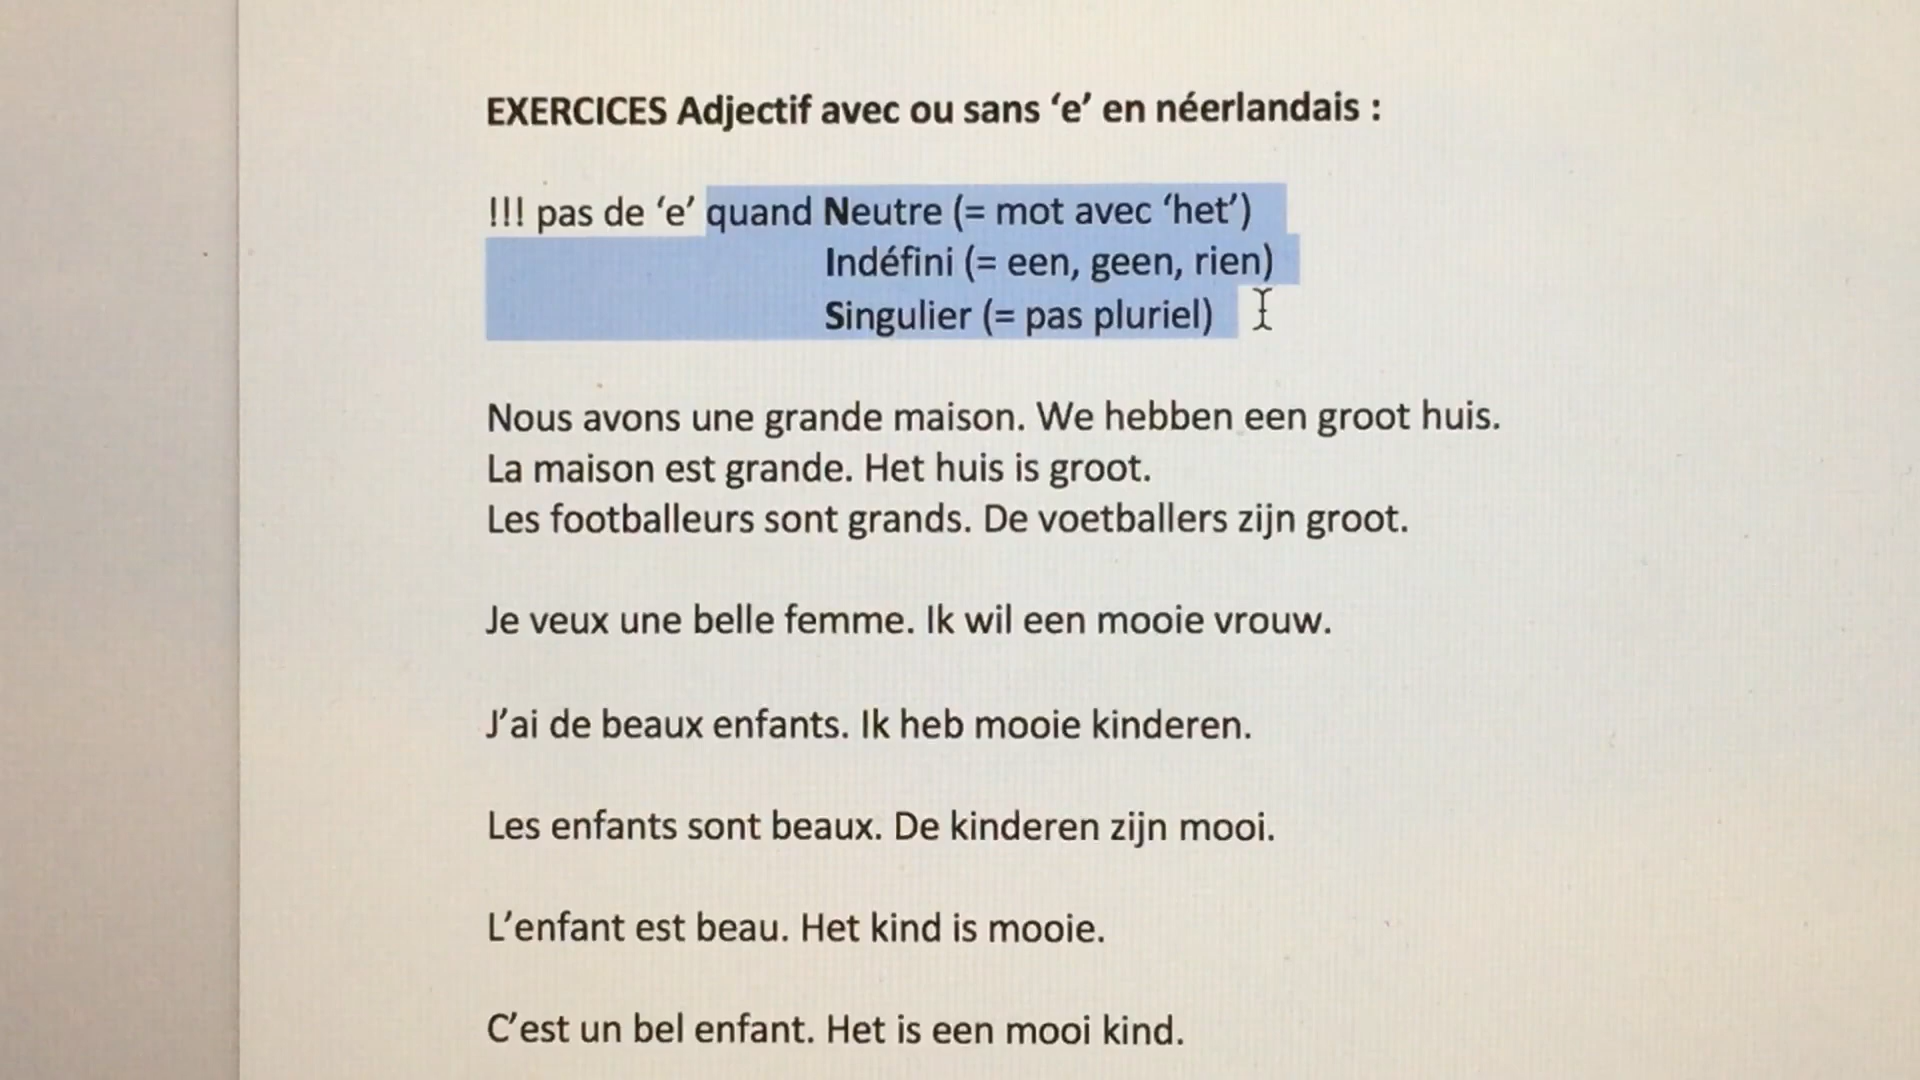 EXERCICES Adjectif avec ou sans ‘e’ en néerlandais :
!!! pas de ‘e’ quand Neutre (= mot avec ‘het’)
Indéfini (= een, geen, rien)
Singulier (= pas pluriel)
Nous avons une grande maison. We hebben een groot huis.
La maison est grande. Het huis is groot.
Les footballeurs sont grands. De voetballers zijn groot.
Je veux une belle femme. Ik wil een mooie vrouw.
J’ai de beaux enfants. Ik heb mooie kinderen.
Les enfants sont beaux. De kinderen zijn mooi.
L’enfant est beau. Het kind is mooie.
C’est un bel enfant. Het is een mooi kind.